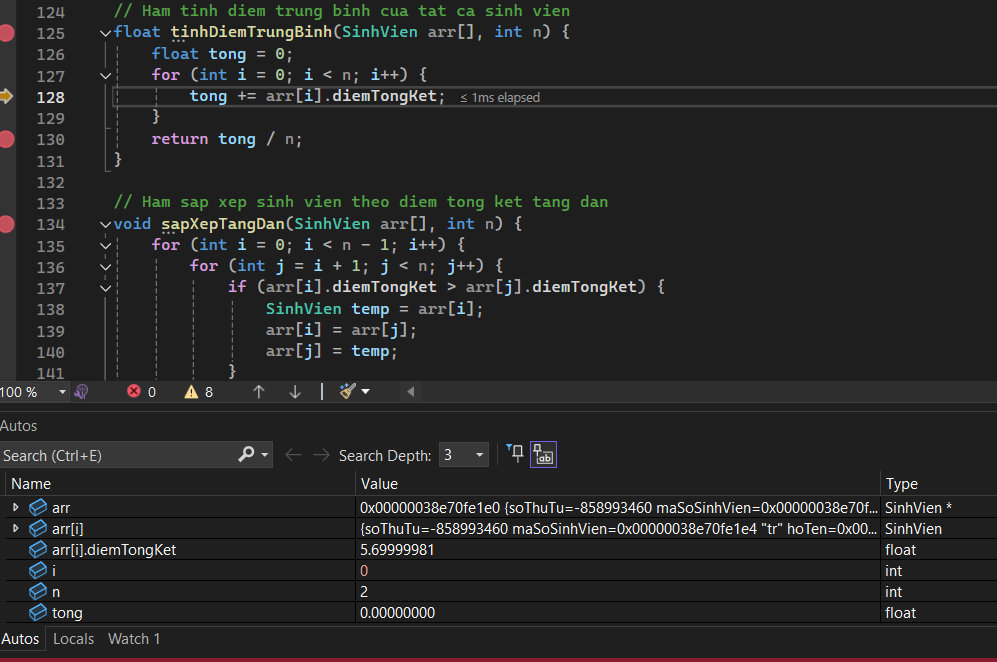 124 // Ham tinh diem trung binh cua tat ca sinh vien
125 float tinhDiemTrungBinh(SinhVien arr[], int n) {
126 float tong = 0;
127 for (int i = 0; i < n; i++) {
128 tong += arr[i].diemTongKet; ≤ 1ms elapsed
129 }
130 return tong / n;
131 }
132
133 // Ham sap xep sinh vien theo diem tong ket tang dan
134 void sapXepTangDan(SinhVien arr[], int n) {
135 for (int i = 0; i < n - 1; i++) {
136 for (int j = i + 1; j < n; j++) {
137 if (arr[i].diemTongKet > arr[j].diemTongKet) {
138 SinhVien temp = arr[i];
139 arr[i] = arr[j];
140 arr[j] = temp;
141 }
100 % 0 8
Autos
Search (Ctrl+E) Search Depth: 3
Name Value Type
arr 0x00000038e70fe1e0 {soThuTu=-858993460 maSoSinhVien=0x00000038e70f... SinhVien *
arr[i] {soThuTu=-858993460 maSoSinhVien=0x00000038e70fe1e4 "tr" hoTen=0x00... SinhVien
arr[i].diemTongKet 5.69999981 float
i 0 int
n 2 int
tong 0.00000000 float
Autos Locals Watch 1